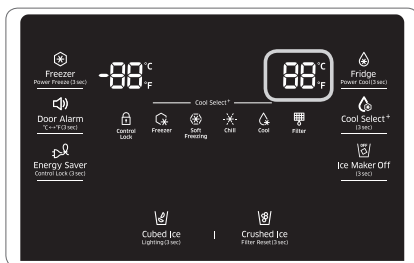 Freezer
Power Freeze (3 sec)
-88 °C
°F
88 °C
°F
Fridge
Power Cool (3 sec)
Door Alarm
°C↔°F (3 sec)
Cool Select+
Control
Lock
Freezer
Soft
Freezing
Chill
Cool
Filter
Cool Select+
(3 sec)
Energy Saver
Control Lock (3 sec)
OFF
Ice Maker Off
(3 sec)
Cubed Ice
Lighting (3 sec)
|
Crushed Ice
Filter Reset (3 sec)